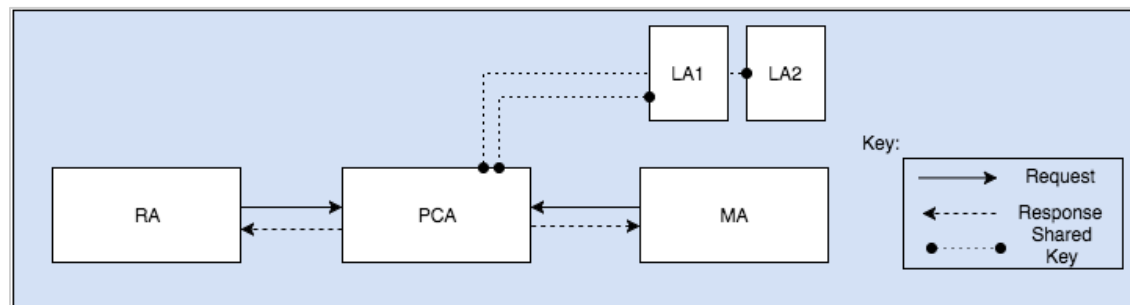 LA1
LA2
Key:
RA
PCA
MA
Request
Response
Shared
Key